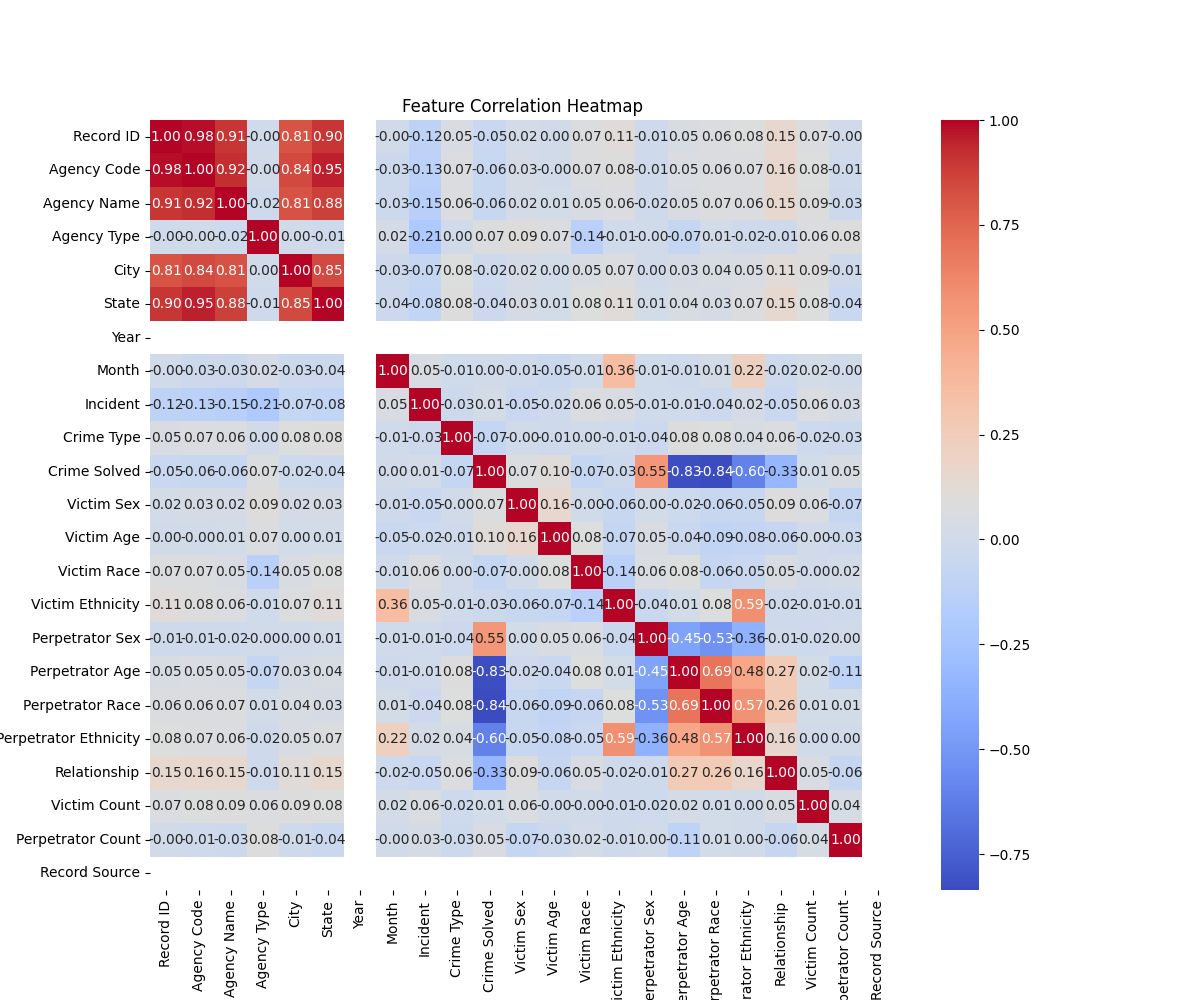 Feature Correlation Heatmap
Record ID 1.00 0.98 0.91 -0.00 0.81 0.90 -0.00 -0.12 0.05 -0.05 0.02 0.00 0.07 0.11 -0.01 0.05 0.06 0.08 0.15 0.07 -0.00
Agency Code 0.98 1.00 0.92 -0.00 0.84 0.95 -0.03 -0.13 0.07 -0.06 0.03 -0.00 0.07 0.08 -0.01 0.05 0.06 0.07 0.16 0.08 -0.01
Agency Name 0.91 0.92 1.00 -0.02 0.81 0.88 -0.03 -0.15 0.06 -0.06 0.02 0.01 0.05 0.06 -0.02 0.05 0.07 0.06 0.15 0.09 -0.03
Agency Type -0.00 -0.00 -0.02 1.00 0.00 -0.01 0.02 -0.21 0.00 0.07 0.09 0.07 -0.14 -0.01 -0.00 -0.07 0.01 -0.02 -0.01 0.06 0.08
City 0.81 0.84 0.81 0.00 1.00 0.85 -0.03 -0.07 0.08 -0.02 0.02 0.00 0.05 0.07 0.00 0.03 0.04 0.05 0.11 0.09 -0.01
State 0.90 0.95 0.88 -0.01 0.85 1.00 -0.04 -0.08 0.08 -0.04 0.03 0.01 0.08 0.11 0.01 0.04 0.03 0.07 0.15 0.08 -0.04
Year
Month -0.00 -0.03 -0.03 0.02 -0.03 -0.04 1.00 0.05 -0.01 0.00 -0.01 -0.05 -0.01 0.36 -0.01 -0.01 0.01 0.22 -0.02 0.02 -0.00
Incident -0.12 -0.13 -0.15 -0.21 -0.07 -0.08 0.05 1.00 -0.03 0.01 -0.05 -0.02 0.06 0.05 -0.01 -0.01 -0.04 0.02 -0.05 0.06 0.03
Crime Type 0.05 0.07 0.06 0.00 0.08 0.08 -0.01 -0.03 1.00 -0.07 -0.00 -0.01 0.00 -0.01 -0.04 0.08 0.08 0.04 0.06 -0.02 -0.03
Crime Solved -0.05 -0.06 -0.06 0.07 -0.02 -0.04 0.00 0.01 -0.07 1.00 0.07 0.10 -0.07 -0.03 0.55 -0.83 -0.84 -0.60 -0.33 0.01 0.05
Victim Sex 0.02 0.03 0.02 0.09 0.02 0.03 -0.01 -0.05 -0.00 0.07 1.00 0.16 -0.00 -0.06 0.00 -0.02 -0.06 -0.05 0.09 0.06 -0.07
Victim Age 0.00 -0.00 0.01 0.07 0.00 0.01 -0.05 -0.02 -0.01 0.10 0.16 1.00 0.08 -0.07 0.05 -0.04 -0.09 -0.08 -0.06 -0.00 -0.03
Victim Race 0.07 0.07 0.05 -0.14 0.05 0.08 -0.01 0.06 0.00 -0.07 -0.00 0.08 1.00 -0.14 0.06 0.08 -0.06 -0.05 0.05 -0.00 0.02
Victim Ethnicity 0.11 0.08 0.06 -0.01 0.07 0.11 0.36 0.05 -0.01 -0.03 -0.06 -0.07 -0.14 1.00 -0.04 0.01 0.08 0.59 -0.02 -0.01 -0.01
Perpetrator Sex -0.01 -0.01 -0.02 -0.00 0.00 0.01 -0.01 -0.01 -0.04 0.55 0.00 0.05 0.06 -0.04 1.00 -0.45 -0.53 -0.36 -0.01 -0.02 0.00
Perpetrator Age 0.05 0.05 0.05 -0.07 0.03 0.04 -0.01 -0.01 0.08 -0.83 -0.02 -0.04 0.08 0.01 -0.45 1.00 0.69 0.48 0.27 0.02 -0.11
Perpetrator Race 0.06 0.06 0.07 0.01 0.04 0.03 0.01 -0.04 0.08 -0.84 -0.06 -0.09 -0.06 0.08 -0.53 0.69 1.00 0.57 0.26 0.01 0.01
Perpetrator Ethnicity 0.08 0.07 0.06 -0.02 0.05 0.07 0.22 0.02 0.04 -0.60 -0.05 -0.08 -0.05 0.59 -0.36 0.48 0.57 1.00 0.16 0.00 0.00
Relationship 0.15 0.16 0.15 -0.01 0.11 0.15 -0.02 -0.05 0.06 -0.33 0.09 -0.06 0.05 -0.02 -0.01 0.27 0.26 0.16 1.00 0.05 -0.06
Victim Count 0.07 0.08 0.09 0.06 0.09 0.08 0.02 0.06 -0.02 0.01 0.06 -0.00 -0.00 -0.01 -0.02 0.02 0.01 0.00 0.05 1.00 0.04
Perpetrator Count -0.00 -0.01 -0.03 0.08 -0.01 -0.04 -0.00 0.03 -0.03 0.05 -0.07 -0.03 0.02 -0.01 0.00 -0.11 0.01 0.00 -0.06 0.04 1.00
Record Source
Record ID
Agency Code
Agency Name
Agency Type
City
State
Year
Month
Incident
Crime Type
Crime Solved
Victim Sex
Victim Age
Victim Race
ictim Ethnicity
erpetrator Sex
erpetrator Age
rpetrator Race
rator Ethnicity
Relationship
Victim Count
petrator Count
Record Source
1.00
0.75
0.50
0.25
0.00
−0.25
−0.50
−0.75